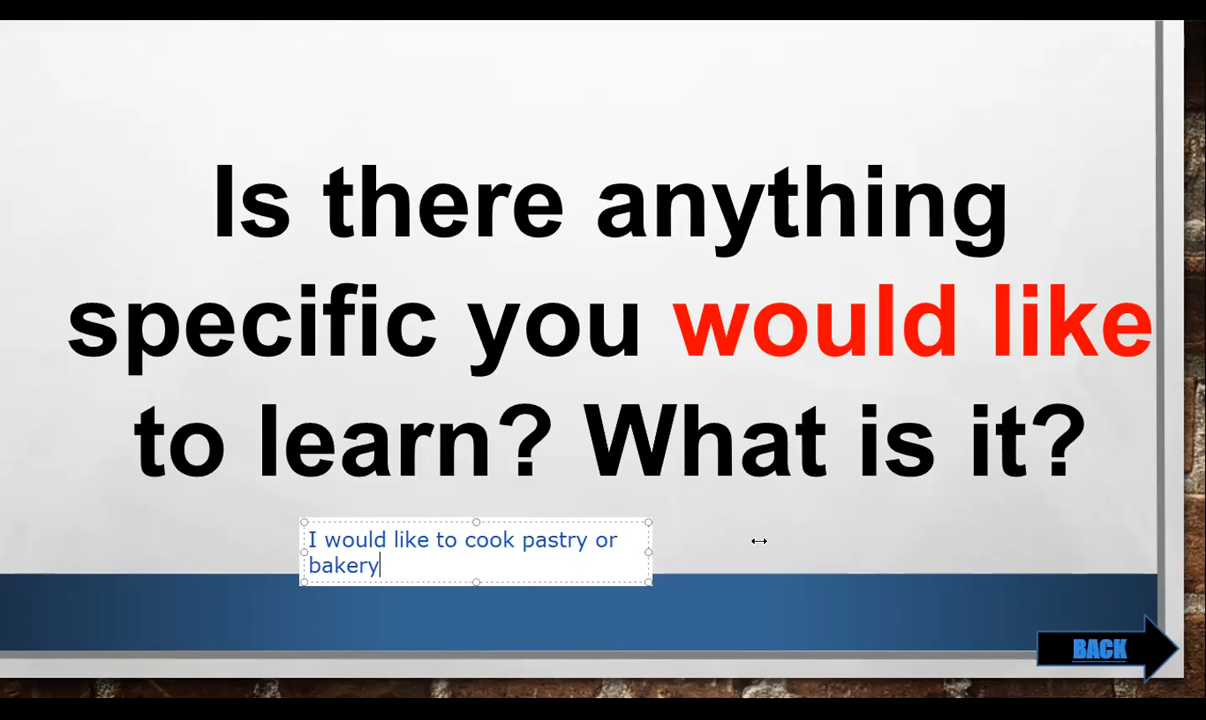 Is there anything
specific you would like
to learn? What is it?
I would like to cook pastry or
bakery
BACK